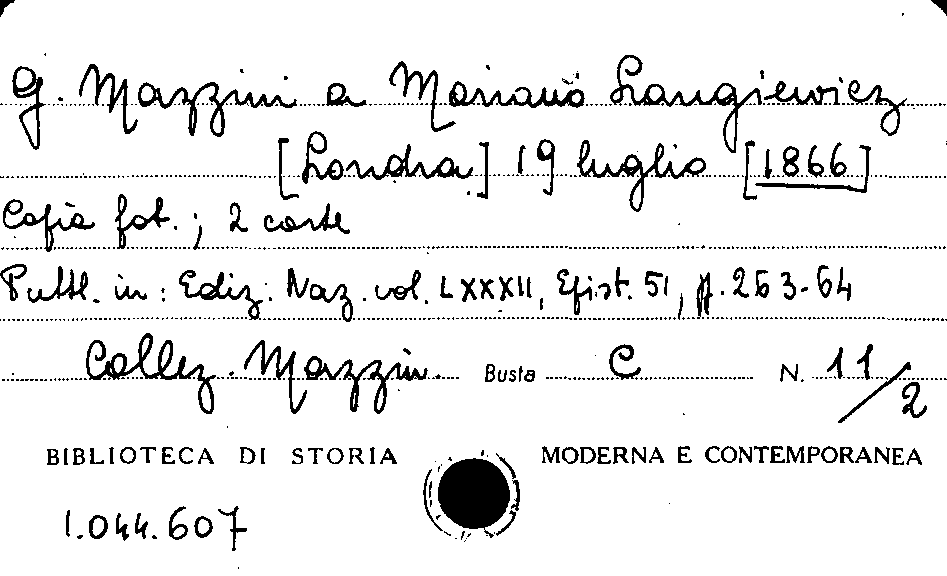 G. Mazzini a Mariano Langiewicz
[Londra] 19 luglio [1866]
Copia fot. ; 2 carte
Pubbl. in : Ediz. Naz. vol. LXXXII, Epist. 51, pp. 263-64
Collez. Mazzini Busta C N. 11/2
BIBLIOTECA DI STORIA MODERNA E CONTEMPORANEA
1.044.607